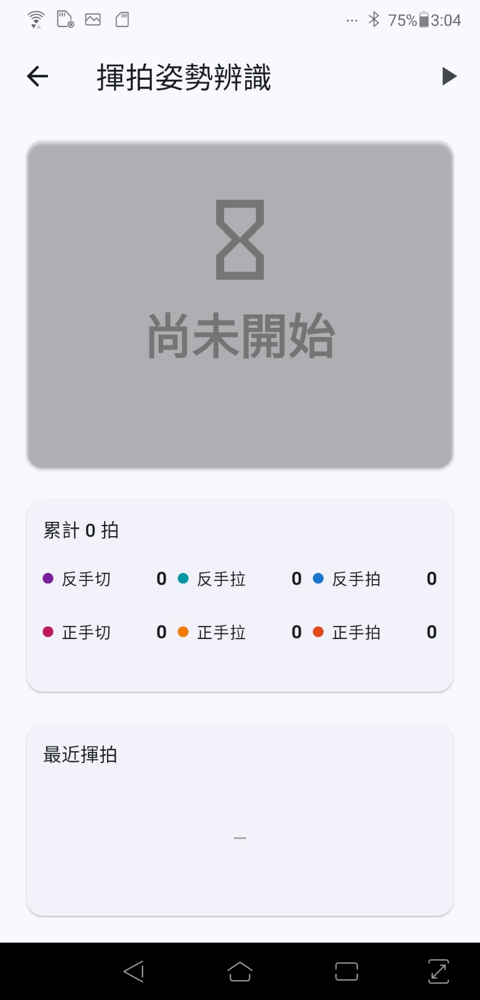 75% 3:04
揮拍姿勢辨識
尚未開始
累計 0 拍
反手切 0 反手拉 0 反手拍 0
正手切 0 正手拉 0 正手拍 0
最近揮拍
—